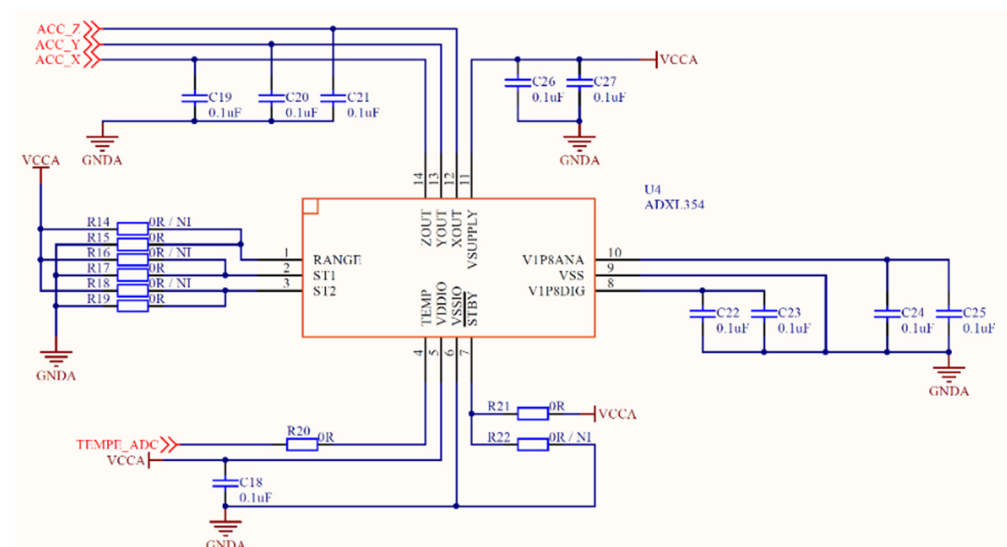 ACC_Z
ACC_Y
ACC_X
C19
0.1uF
C20
0.1uF
C21
0.1uF
GNDA
C26
0.1uF
C27
0.1uF
VCCA
GNDA
VCCA
R14 0R / NI
R15 0R
R16 0R / NI
R17 0R
R18 0R / NI
R19 0R
GNDA
14
13
12
11
ZOUT
YOUT
XOUT
VSUPPLY
U4
ADXL354
1 RANGE
2 ST1
3 ST2
V1P8ANA 10
VSS 9
V1P8DIG 8
TEMP
VDDIO
VSSIO
STBY
4
5
6
7
C22
0.1uF
C23
0.1uF
C24
0.1uF
C25
0.1uF
GNDA
R21 0R VCCA
R22 0R / NI
R20 0R
TEMPE_ADC
VCCA
C18
0.1uF
GNDA